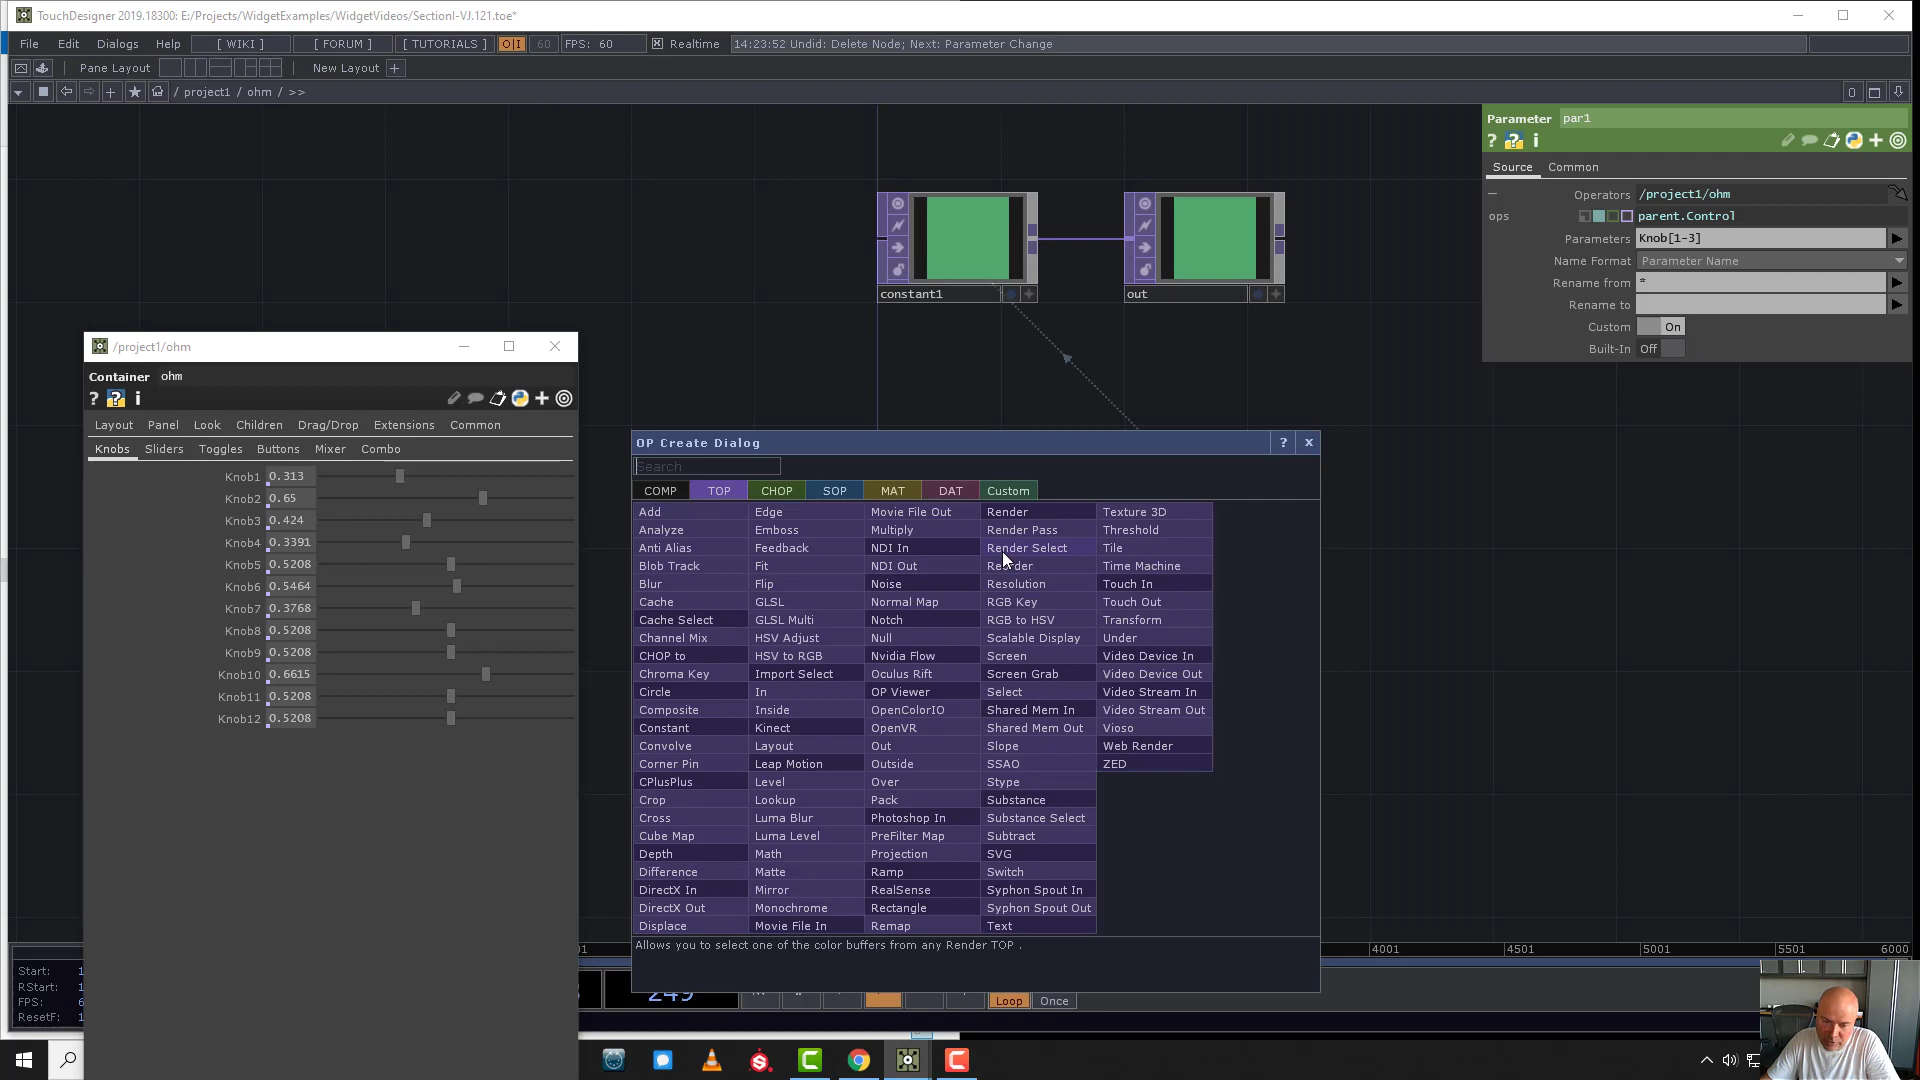 TouchDesigner 2019.18300: E:/Projects/WidgetExamples/WidgetVideos/SectionI-VJ.121.toe*
File Edit Dialogs Help [ WIKI ] [ FORUM ] [ TUTORIALS ] O|I 60 FPS: 60 Realtime 14:23:52 Undid: Delete Node; Next: Parameter Change
Pane Layout New Layout +
/ project1 / ohm / >> 0
Parameter par1
? ? i
Source Common
Operators /project1/ohm
ops parent.Control
Parameters Knob[1-3]
Name Format Parameter Name
Rename from *
Rename to
Custom On
Built-In Off
constant1 out
/project1/ohm
Container ohm
? ? i
Layout Panel Look Children Drag/Drop Extensions Common
Knobs Sliders Toggles Buttons Mixer Combo
Knob1 0.313
Knob2 0.65
Knob3 0.424
Knob4 0.3391
Knob5 0.5208
Knob6 0.5464
Knob7 0.3768
Knob8 0.5208
Knob9 0.5208
Knob10 0.6615
Knob11 0.5208
Knob12 0.5208
OP Create Dialog ? x
Search
COMP TOP CHOP SOP MAT DAT Custom
Add Edge Movie File Out Render Texture 3D
Analyze Emboss Multiply Render Pass Threshold
Anti Alias Feedback NDI In Render Select Tile
Blob Track Fit NDI Out Time Machine
Blur Flip Noise Resolution Touch In
Cache GLSL Normal Map RGB Key Touch Out
Cache Select GLSL Multi Notch RGB to HSV Transform
Channel Mix HSV Adjust Null Scalable Display Under
CHOP to HSV to RGB Nvidia Flow Screen Video Device In
Chroma Key Import Select Oculus Rift Screen Grab Video Device Out
Circle In OP Viewer Select Video Stream In
Composite Inside OpenColorIO Shared Mem In Video Stream Out
Constant Kinect OpenVR Shared Mem Out Vioso
Convolve Layout Out Slope Web Render
Corner Pin Leap Motion Outside SSAO ZED
CPlusPlus Level Over Stype
Crop Lookup Pack Substance
Cross Luma Blur Photoshop In Substance Select
Cube Map Luma Level PreFilter Map Subtract
Depth Math Projection SVG
Difference Matte Ramp Switch
DirectX In Mirror RealSense Syphon Spout In
DirectX Out Monochrome Rectangle Syphon Spout Out
Displace Movie File In Remap Text
Allows you to select one of the color buffers from any Render TOP .
4001 4501 5001 5501 6000
Start: 1
RStart: 1
FPS: 6
ResetF: 1
249
Loop Once